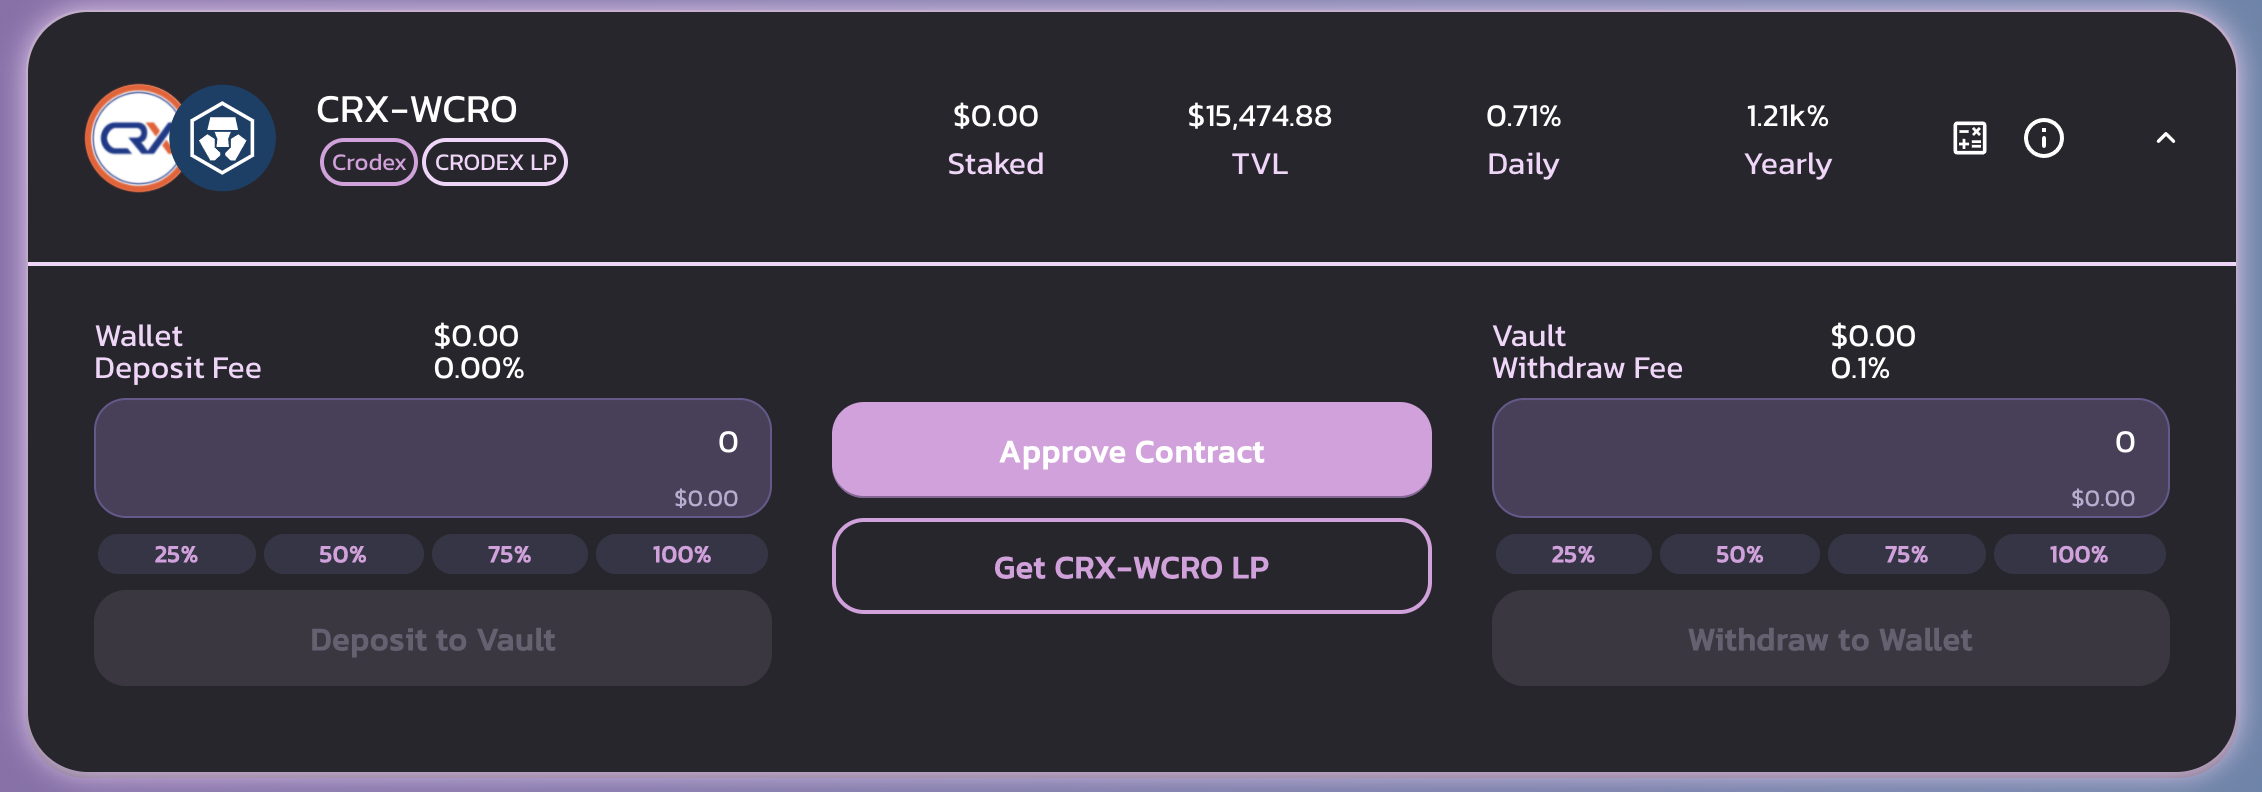 CRX
CRX-WCRO
Crodex CRODEX LP
$0.00
Staked
$15,474.88
TVL
0.71%
Daily
1.21k%
Yearly
Wallet $0.00
Deposit Fee 0.00%
0
$0.00
25% 50% 75% 100%
Deposit to Vault
Approve Contract
Get CRX-WCRO LP
Vault $0.00
Withdraw Fee 0.1%
0
$0.00
25% 50% 75% 100%
Withdraw to Wallet